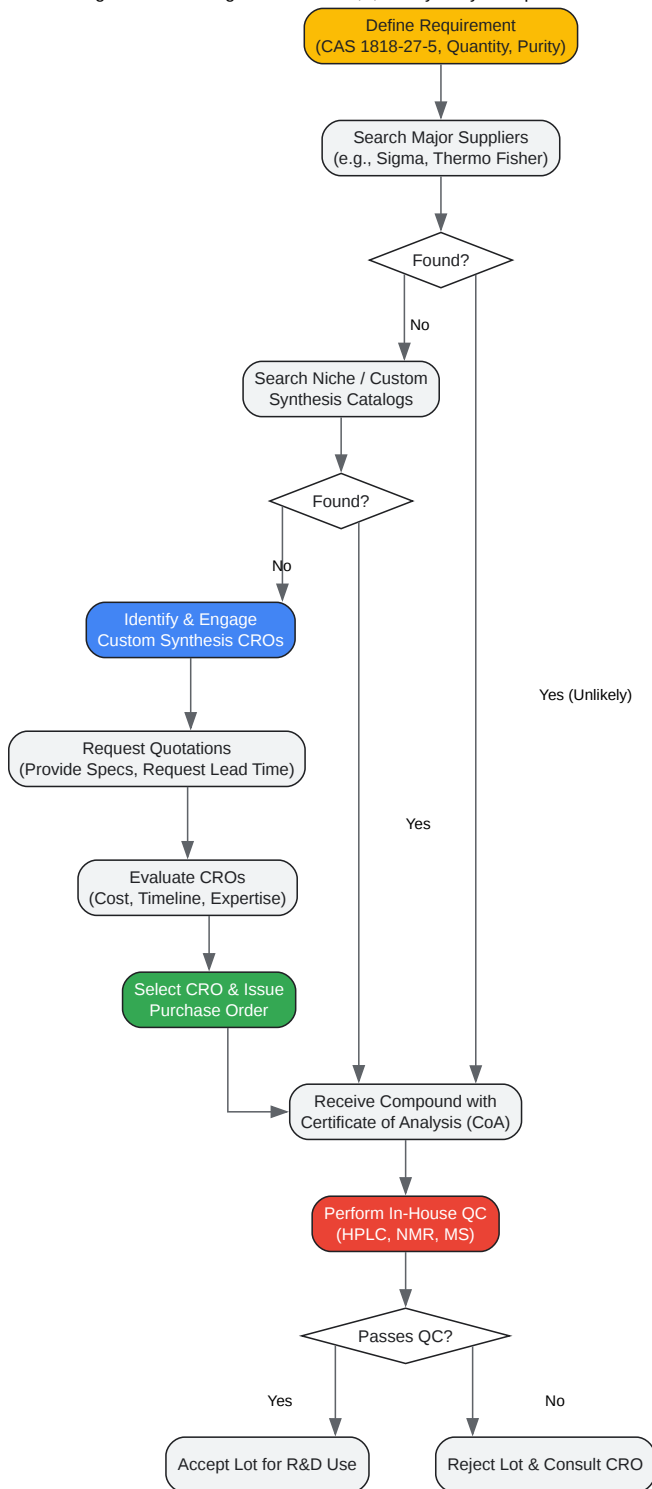 Define Requirement
(CAS 1818-27-5, Quantity, Purity)
Search Major Suppliers
(e.g., Sigma, Thermo Fisher)
Found?
No
Search Niche / Custom
Synthesis Catalogs
Found?
No
Identify & Engage
Custom Synthesis CROs
Yes (Unlikely)
Request Quotations
(Provide Specs, Request Lead Time)
Yes
Evaluate CROs
(Cost, Timeline, Expertise)
Select CRO & Issue
Purchase Order
Receive Compound with
Certificate of Analysis (CoA)
Perform In-House QC
(HPLC, NMR, MS)
Passes QC?
Yes
No
Accept Lot for R&D Use
Reject Lot & Consult CRO